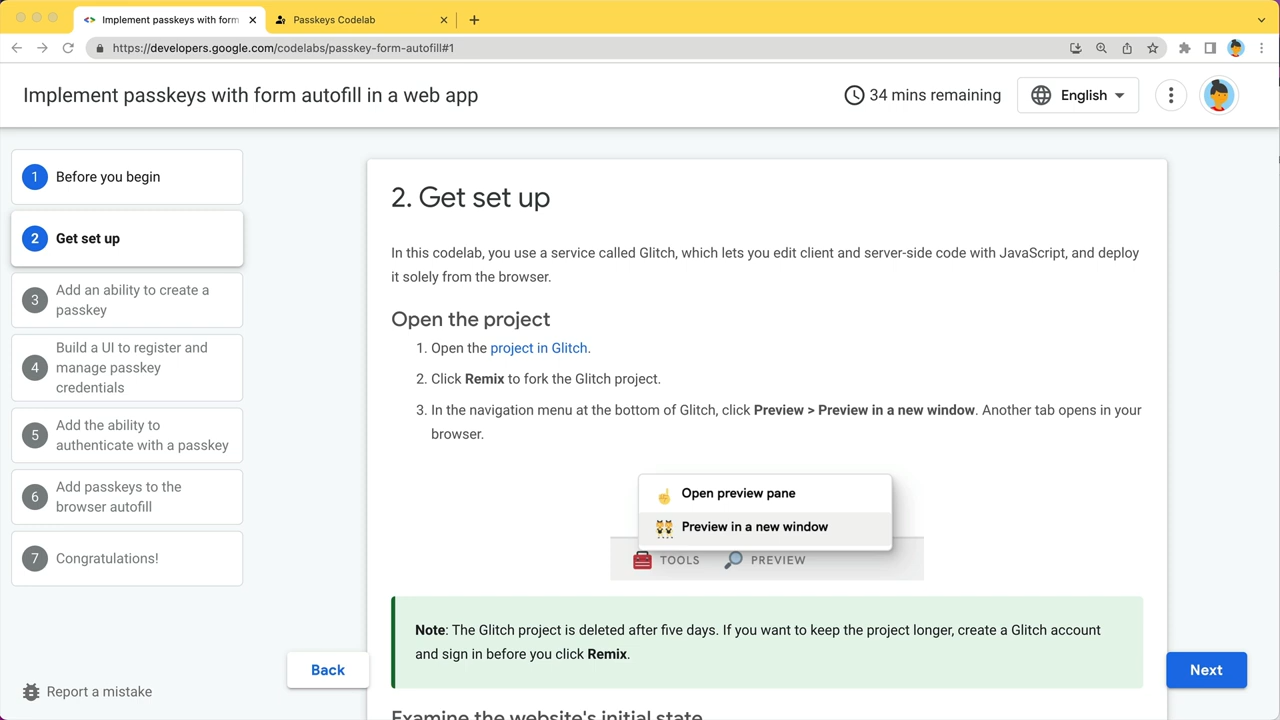 Implement passkeys with form
Passkeys Codelab
https://developers.google.com/codelabs/passkey-form-autofill#1
Implement passkeys with form autofill in a web app
34 mins remaining
English
1 Before you begin
2 Get set up
3 Add an ability to create a
passkey
4 Build a UI to register and
manage passkey
credentials
5 Add the ability to
authenticate with a passkey
6 Add passkeys to the
browser autofill
7 Congratulations!
Report a mistake
2. Get set up
In this codelab, you use a service called Glitch, which lets you edit client and server-side code with JavaScript, and deploy
it solely from the browser.
Open the project
1. Open the project in Glitch.
2. Click Remix to fork the Glitch project.
3. In the navigation menu at the bottom of Glitch, click Preview > Preview in a new window. Another tab opens in your
browser.
Open preview pane
Preview in a new window
TOOLS PREVIEW
Note: The Glitch project is deleted after five days. If you want to keep the project longer, create a Glitch account
and sign in before you click Remix.
Back
Next
Examine the website's initial state